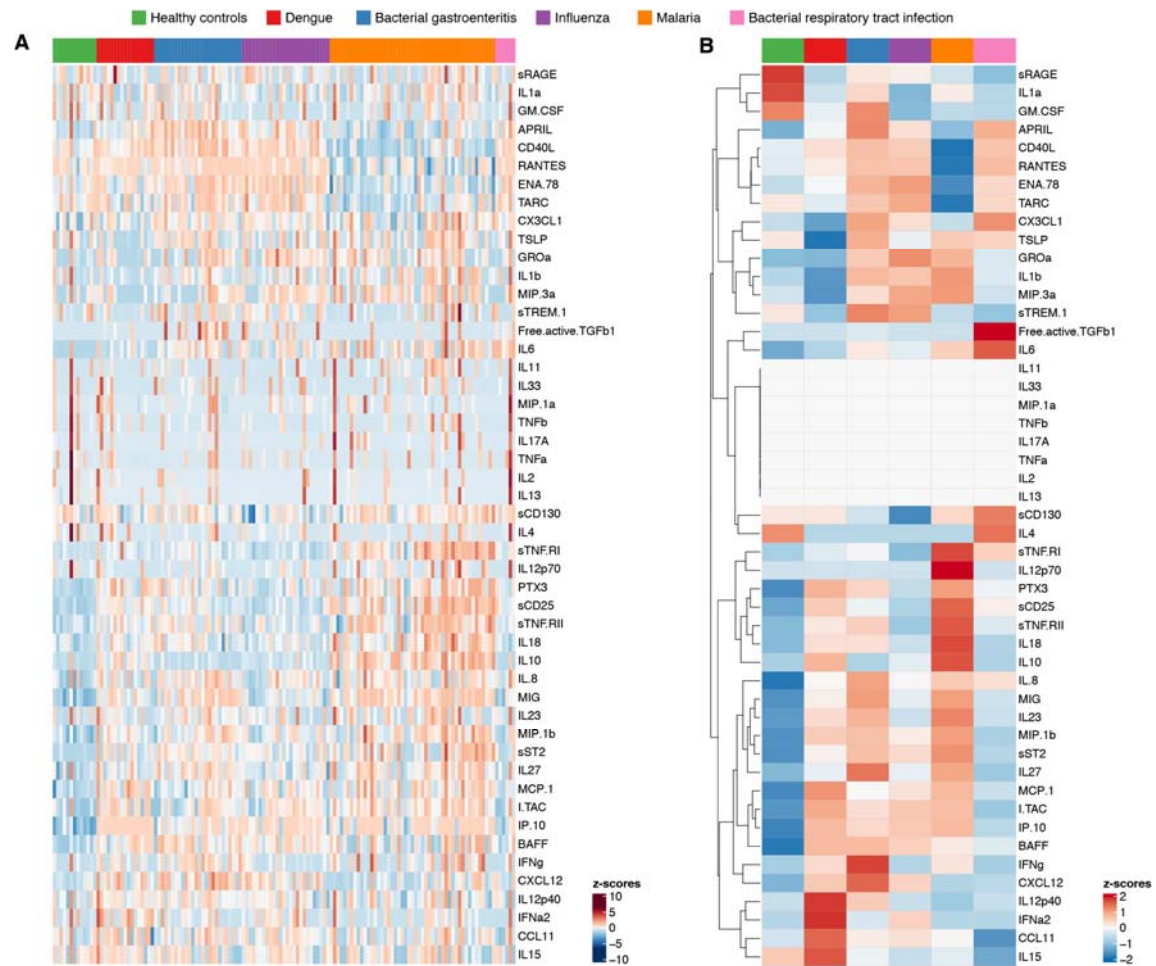 Healthy controls Dengue Bacterial gastroenteritis Influenza Malaria Bacterial respiratory tract infection
A
sRAGE
IL1a
GM.CSF
APRIL
CD40L
RANTES
ENA.78
TARC
CX3CL1
TSLP
GROa
IL1b
MIP.3a
sTREM.1
Free.active.TGFb1
IL6
IL11
IL33
MIP.1a
TNFb
IL17A
TNFa
IL2
IL13
sCD130
IL4
sTNF.RI
IL12p70
PTX3
sCD25
sTNF.RII
IL18
IL10
IL.8
MIG
IL23
MIP.1b
sST2
IL27
MCP.1
I.TAC
IP.10
BAFF
IFNg
CXCL12
IL12p40
IFNa2
CCL11
IL15
z-scores
10
5
0
−5
−10
B
sRAGE
IL1a
GM.CSF
APRIL
CD40L
RANTES
ENA.78
TARC
CX3CL1
TSLP
GROa
IL1b
MIP.3a
sTREM.1
Free.active.TGFb1
IL6
IL11
IL33
MIP.1a
TNFb
IL17A
TNFa
IL2
IL13
sCD130
IL4
sTNF.RI
IL12p70
PTX3
sCD25
sTNF.RII
IL18
IL10
IL.8
MIG
IL23
MIP.1b
sST2
IL27
MCP.1
I.TAC
IP.10
BAFF
IFNg
CXCL12
IL12p40
IFNa2
CCL11
IL15
z-scores
2
1
0
−1
−2